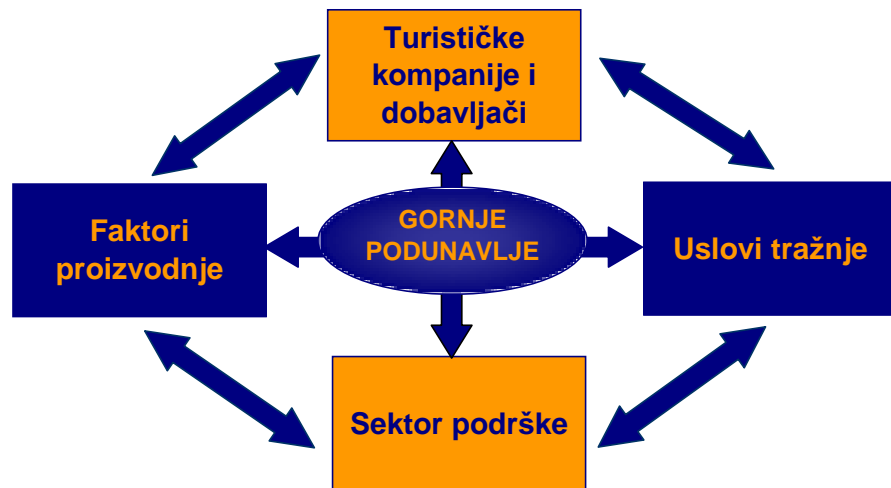 Turističke
kompanije i
dobavljači
Faktori
proizvodnje
GORNJE
PODUNAVLJE
Uslovi tražnje
Sektor podrške